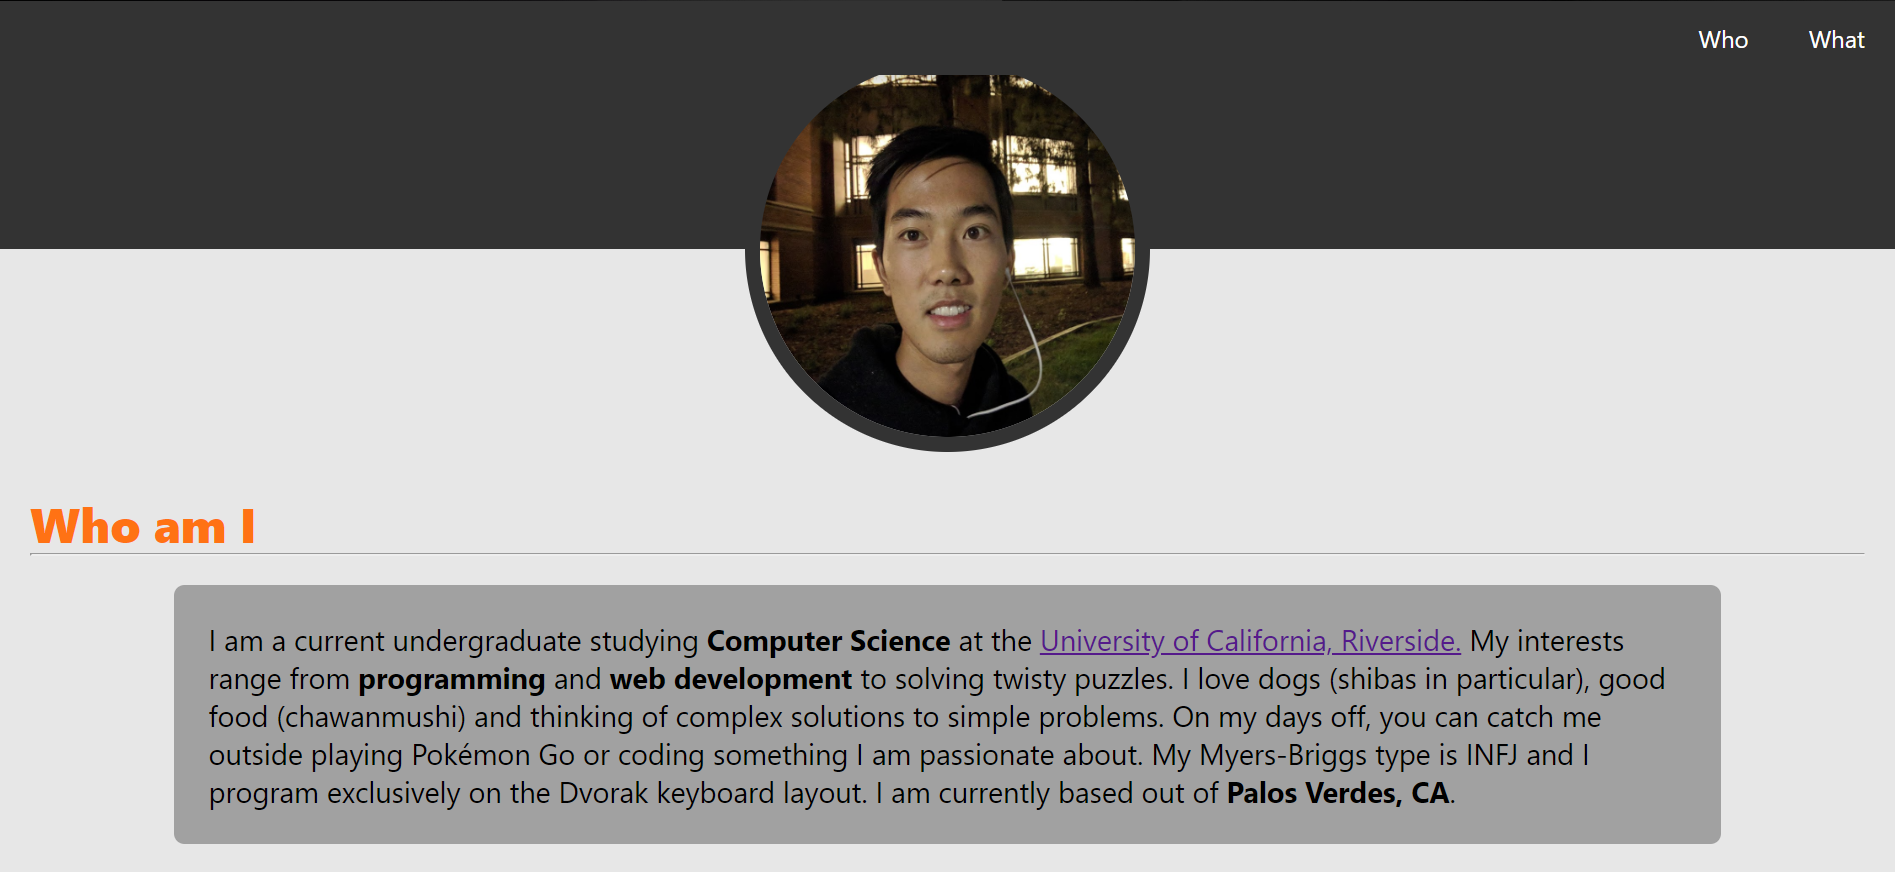 Who What
Who am I
I am a current undergraduate studying Computer Science at the University of California, Riverside. My interests
range from programming and web development to solving twisty puzzles. I love dogs (shibas in particular), good
food (chawanmushi) and thinking of complex solutions to simple problems. On my days off, you can catch me
outside playing Pokémon Go or coding something I am passionate about. My Myers-Briggs type is INFJ and I
program exclusively on the Dvorak keyboard layout. I am currently based out of Palos Verdes, CA.